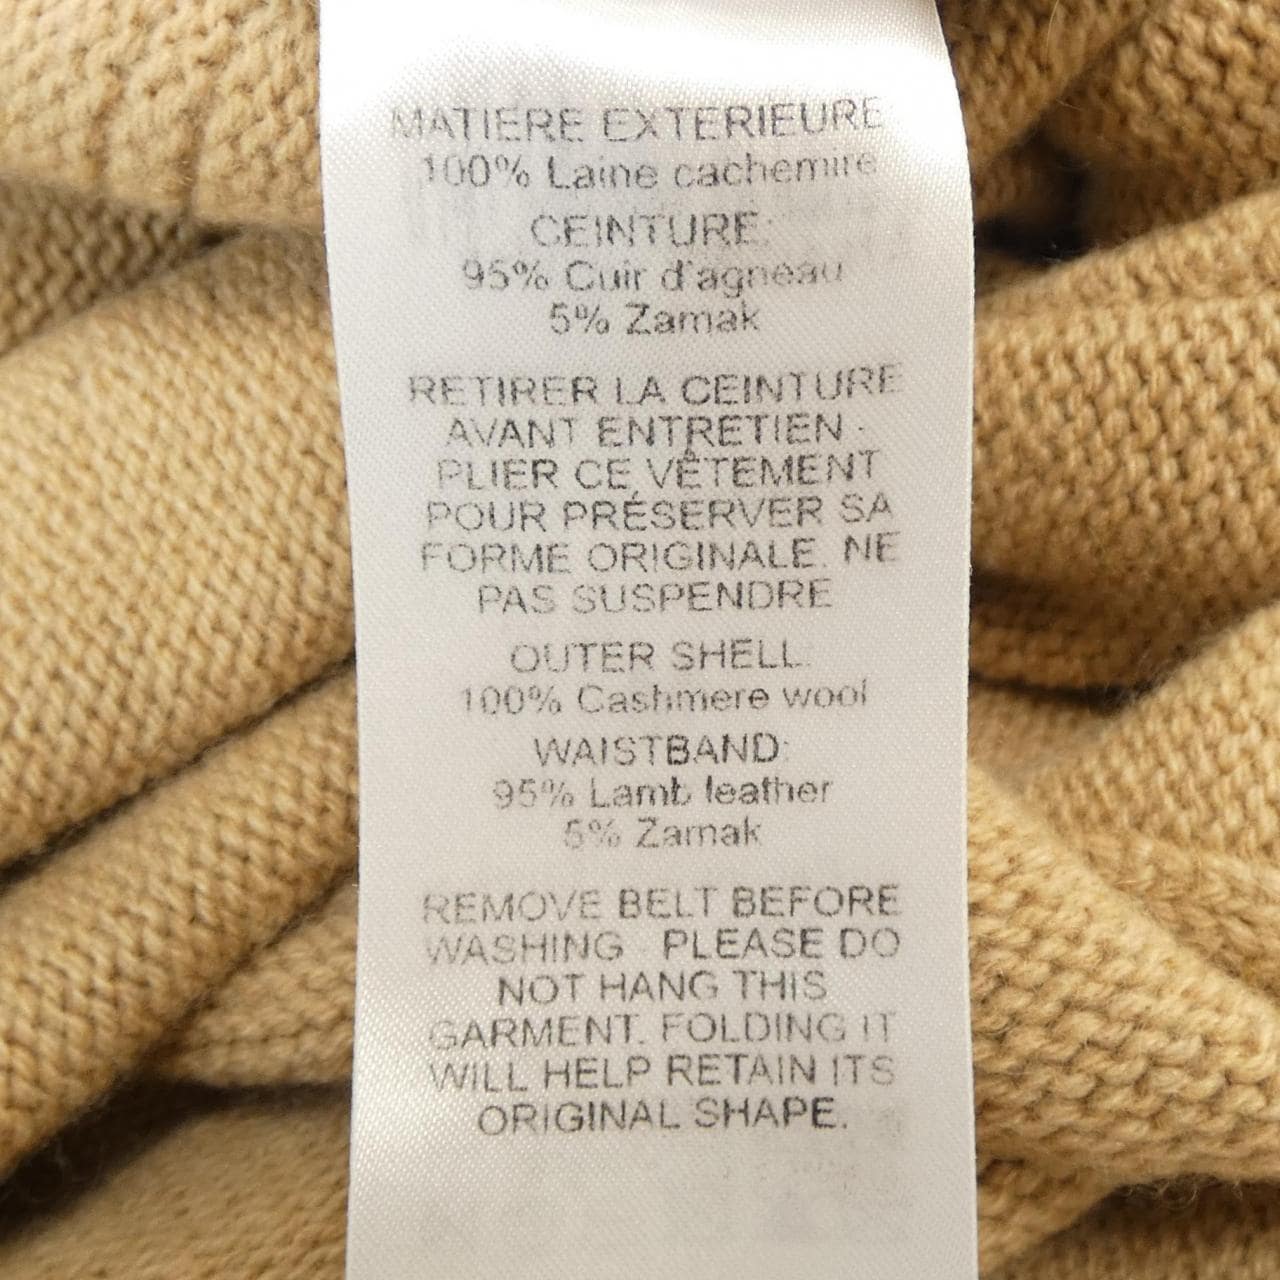 MATIERE EXTERIEURE
100% Laine cachemire
CEINTURE:
95% Cuir d'agneau
5% Zamak
RETIRER LA CEINTURE
AVANT ENTRETIEN -
PLIER CE VÊTEMENT
POUR PRÉSERVER SA
FORME ORIGINALE. NE
PAS SUSPENDRE
OUTER SHELL:
100% Cashmere wool
WAISTBAND:
95% Lamb leather
5% Zamak
REMOVE BELT BEFORE
WASHING - PLEASE DO
NOT HANG THIS
GARMENT. FOLDING IT
WILL HELP RETAIN ITS
ORIGINAL SHAPE.